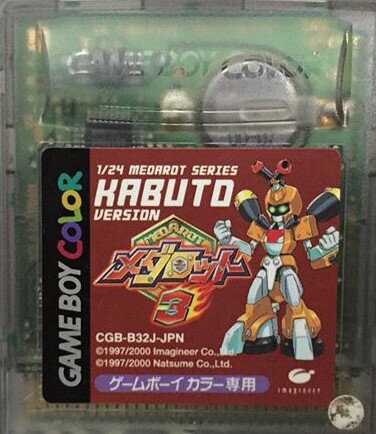 GAME BOY COLOR
GAME BOY COLOR
1/24 MEDAROT SERIES
KABUTO
VERSION
MEDAROT
メダロット
3
CGB-B32J-JPN
©1997/2000 Imagineer Co., Ltd.
©1997/2000 Natsume Co., Ltd.
ゲームボーイ カラー専用
imagineer